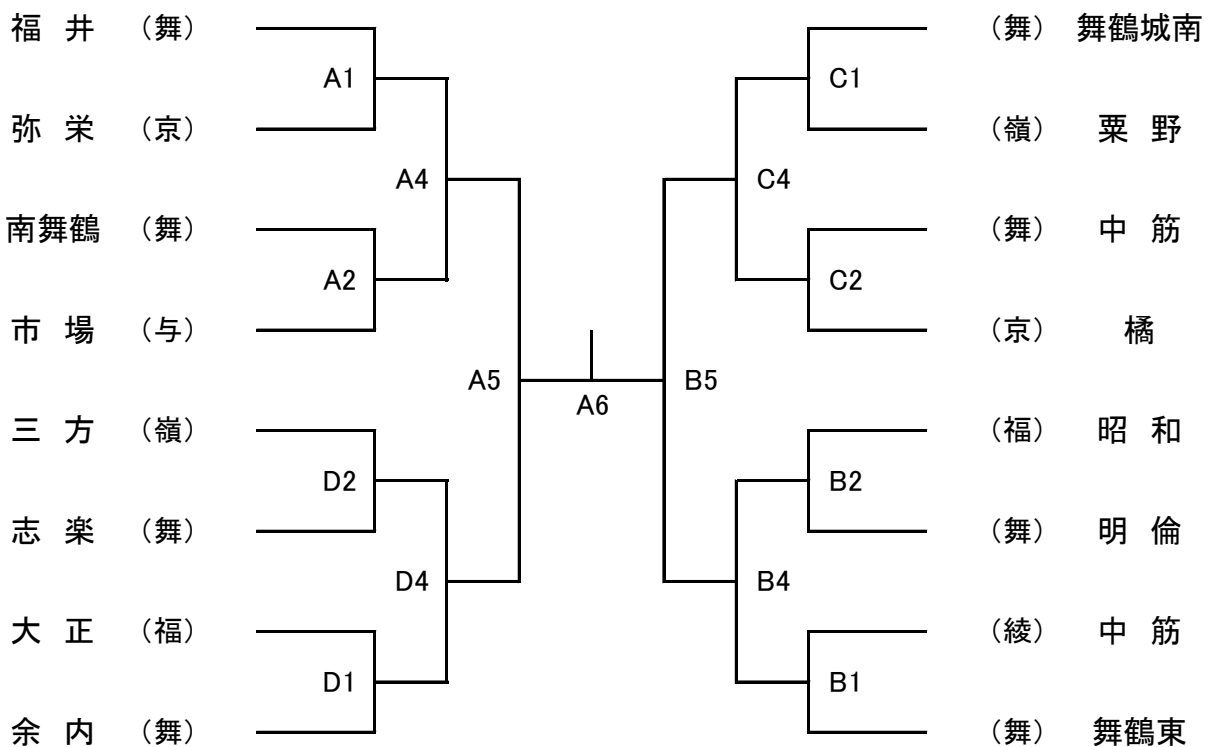 福 井 （舞）
A1
弥 栄 （京）
A4
南舞鶴 （舞）
A2
市 場 （与）
A5
三 方 （嶺）
D2
志 楽 （舞）
D4
大 正 （福）
D1
余 内 （舞）
A6
（舞） 舞鶴城南
C1
（嶺） 粟 野
C4
（舞） 中 筋
C2
（京） 橘
B5
（福） 昭 和
B2
（舞） 明 倫
B4
（綾） 中 筋
B1
（舞） 舞鶴東